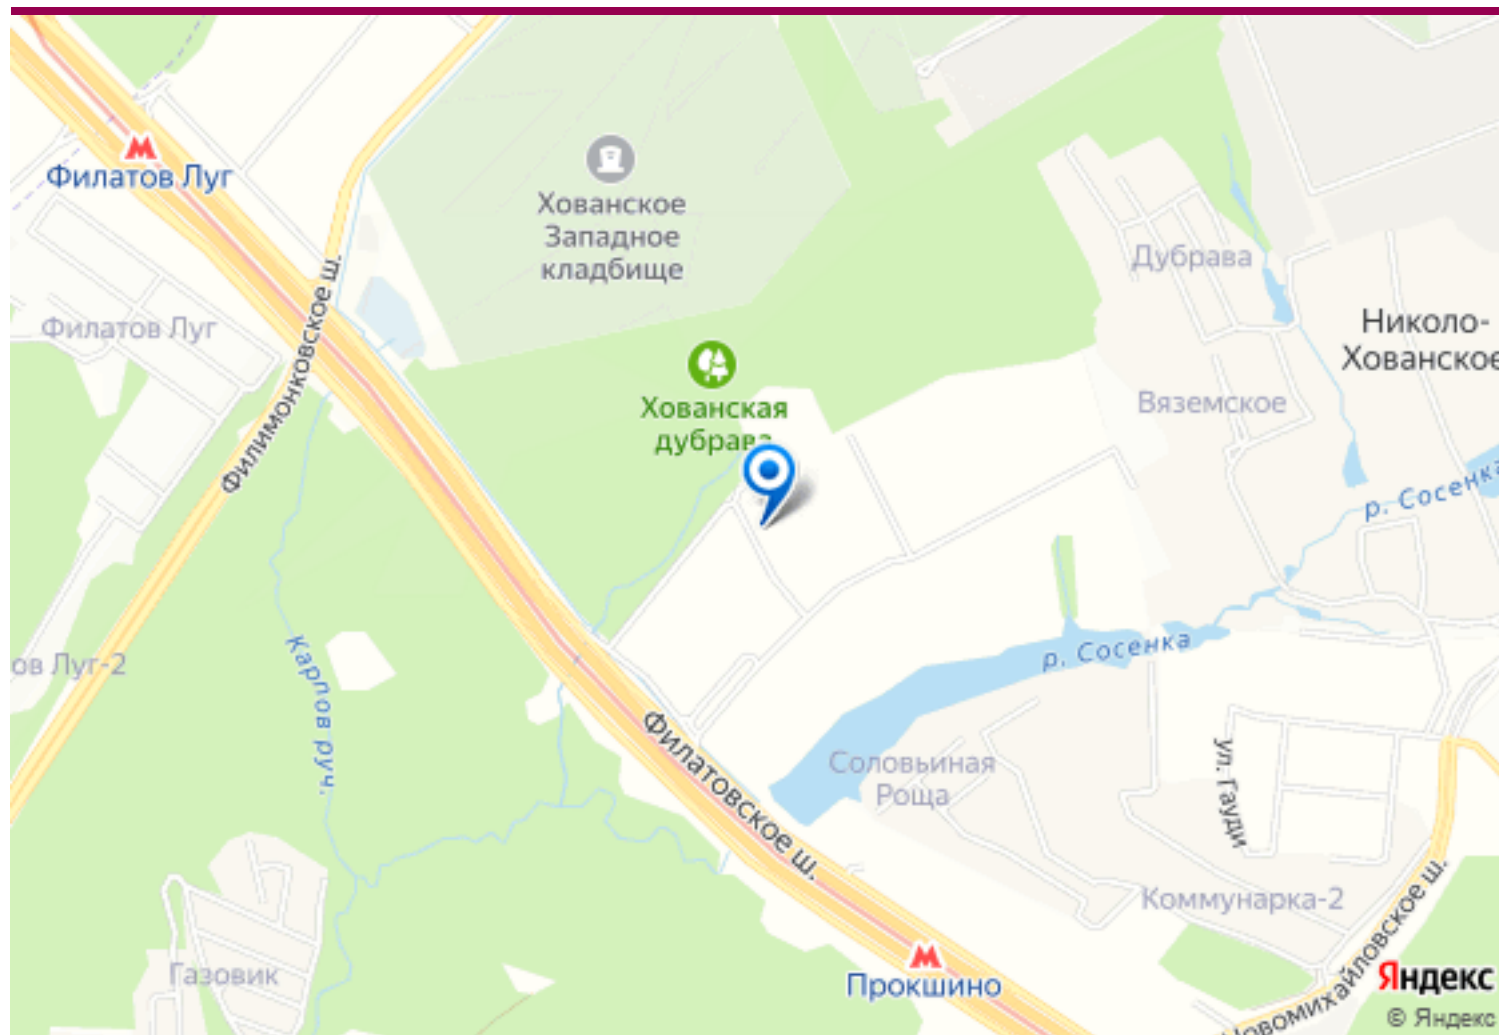 Филатов Луг
Хованское
Западное
кладбище
Дубрава
Филатов Луг
Николо-
Хованское
Филимонковское ш.
Хованская
дубрава
Вяземское
р. Сосенка
р. Сосенка
ов Луг-2
Карпов руч.
Филатовское ш.
Соловьиная
Роща
ул. Гауди
Коммунарка-2
Газовик
Прокшино
Новомихайловское ш.
Яндекс
© Яндекс